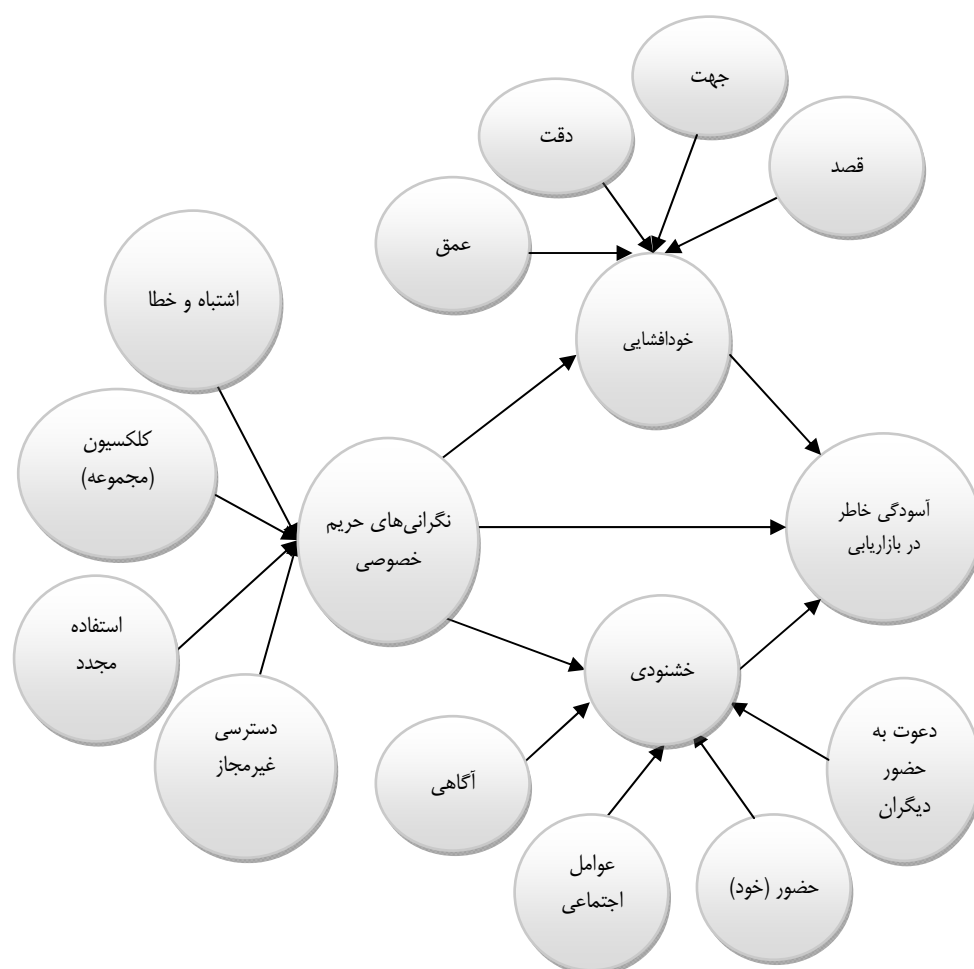 جهت
دقت
قصد
عمق
اشتباه و خطا
خودافشایی
کلکسیون
(مجموعه)
نگرانی‌های حریم
خصوصی
آسودگی خاطر
در بازاریابی
استفاده
مجدد
خشنودی
دسترسی
غیرمجاز
آگاهی
دعوت به
حضور
دیگران
عوامل
اجتماعی
حضور (خود)